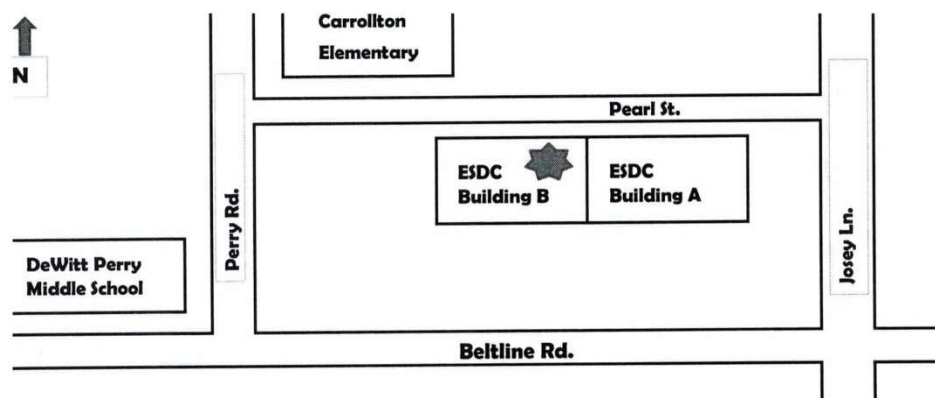 Carrollton
Elementary
N
Pearl St.
ESDC
Building B
ESDC
Building A
Perry Rd.
Josey Ln.
DeWitt Perry
Middle School
Beltline Rd.